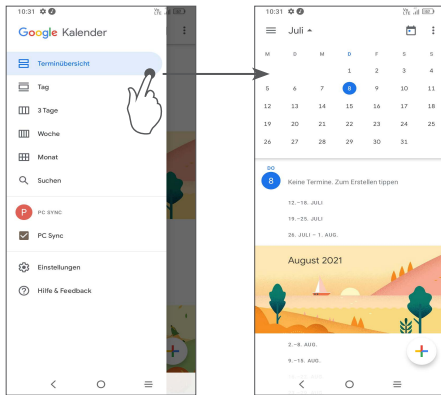 10:31
Google Kalender
Terminübersicht
Tag
3 Tage
Woche
Monat
Suchen
P PC SYNC
PC Sync
Einstellungen
Hilfe & Feedback
10:31
Juli
M D M D F S S
1 2 3 4
5 6 7 8 9 10 11
12 13 14 15 16 17 18
19 20 21 22 23 24 25
26 27 28 29 30 31
DO
8 Keine Termine. Zum Erstellen tippen
12.–18. JULI
19.–25. JULI
26. JULI – 1. AUG.
August 2021
2.–8. AUG.
9.–15. AUG.